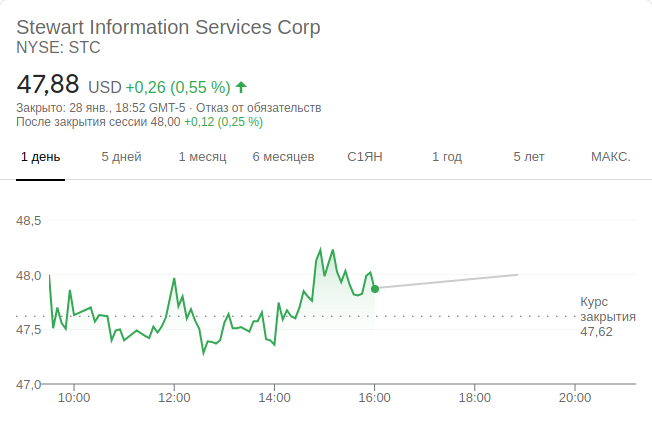 Stewart Information Services Corp
NYSE: STC
47,88 USD +0,26 (0,55 %)
Закрыто: 28 янв., 18:52 GMT-5 · Отказ от обязательств
После закрытия сессии 48,00 +0,12 (0,25 %)
1 день 5 дней 1 месяц 6 месяцев С1ЯН 1 год 5 лет МАКС.
48,5
48,0
Курс
закрытия
47,62
47,5
47,0
10:00 12:00 14:00 16:00 18:00 20:00